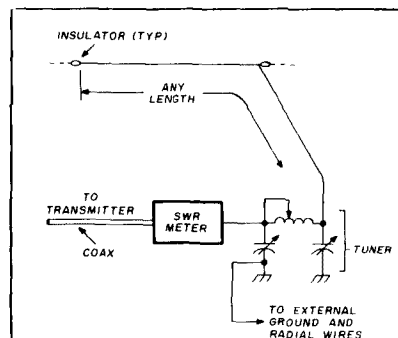 INSULATOR (TYP)
ANY
LENGTH
TO
TRANSMITTER
SWR
METER
COAX
TUNER
TO EXTERNAL
GROUND AND
RADIAL WIRES